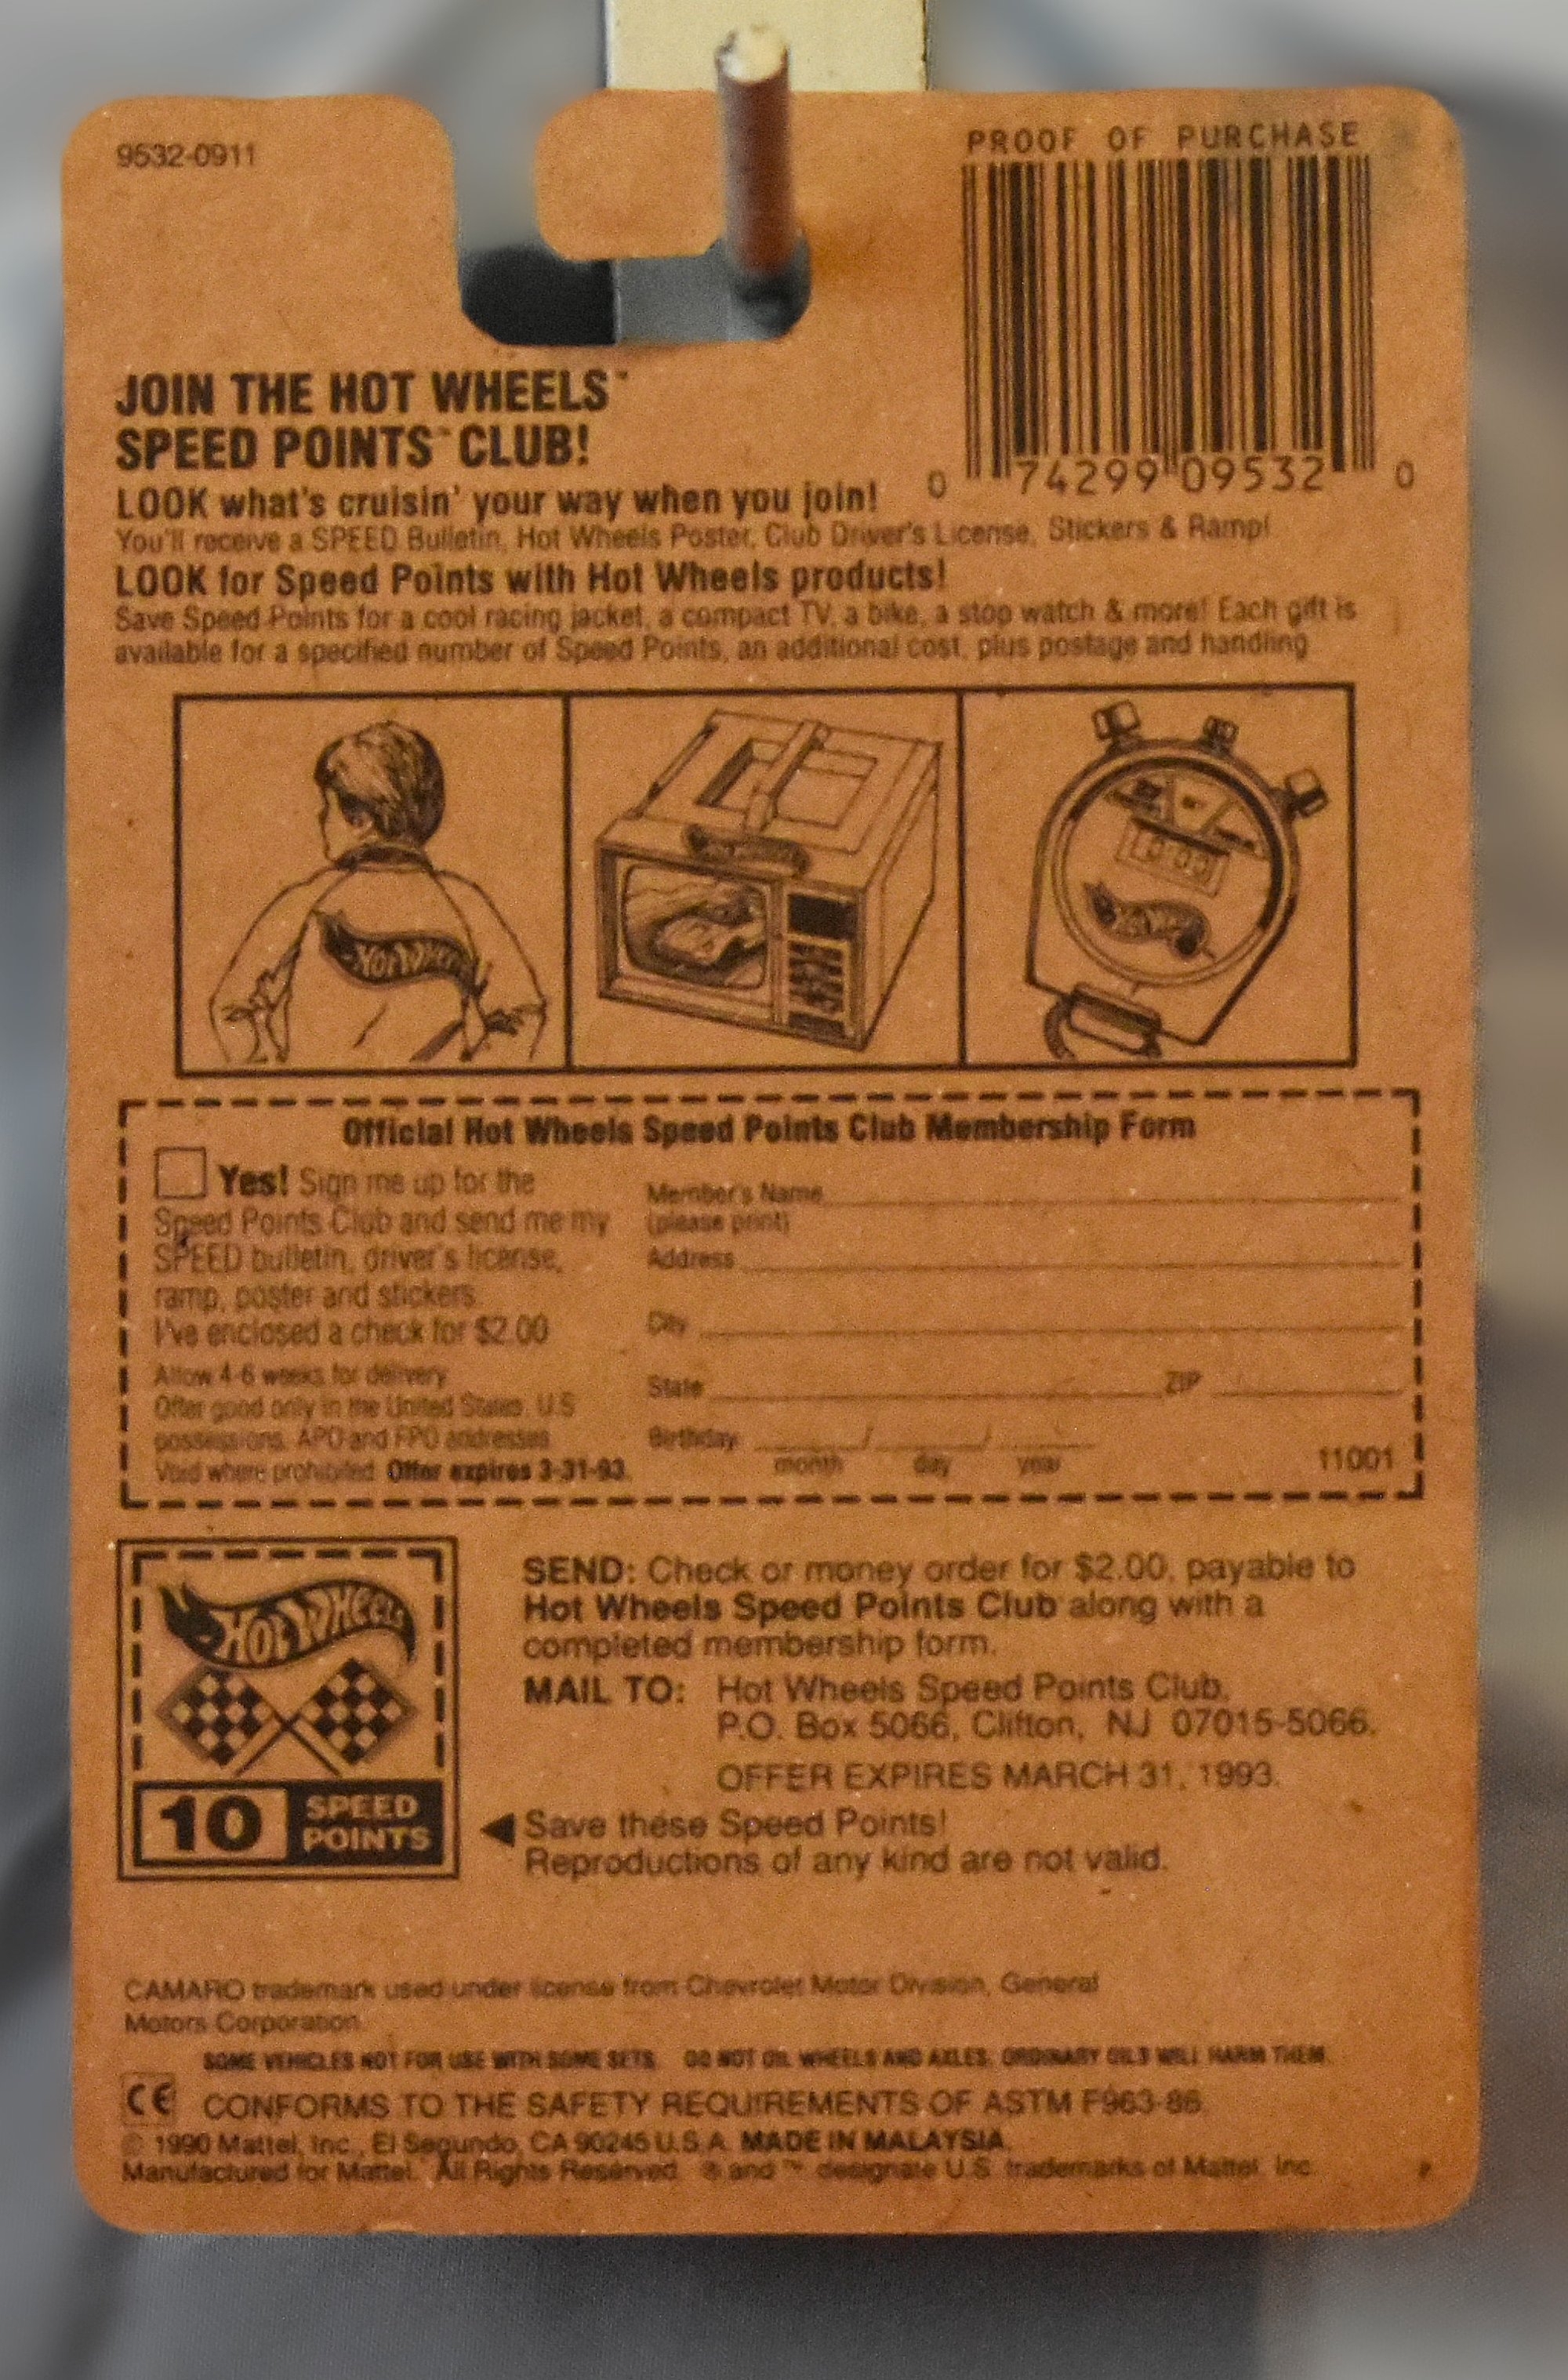 9532-0911
PROOF OF PURCHASE
0 74299 09532 0
JOIN THE HOT WHEELS™
SPEED POINTS™ CLUB!
LOOK what's cruisin' your way when you join!
You'll receive a SPEED Bulletin, Hot Wheels Poster, Club Driver's License, Stickers & Ramp!
LOOK for Speed Points with Hot Wheels products!
Save Speed Points for a cool racing jacket, a compact TV, a bike, a stop watch & more! Each gift is
available for a specified number of Speed Points, an additional cost, plus postage and handling
HOT WHEELS
0:00
HOT WHEELS
Official Hot Wheels Speed Points Club Membership Form
Yes! Sign me up for the
Speed Points Club and send me my
SPEED bulletin, driver's license,
ramp, poster and stickers.
I've enclosed a check for $2.00
Allow 4-6 weeks for delivery
Offer good only in the United States, U.S.
possessions, APO and FPO addresses
Void where prohibited. Offer expires 3-31-93.
Member's Name
(please print)
Address
City
State ZIP
Birthday / /
month day year
11001
HOT WHEELS
10 SPEED
POINTS
SEND: Check or money order for $2.00, payable to
Hot Wheels Speed Points Club along with a
completed membership form.
MAIL TO: Hot Wheels Speed Points Club,
P.O. Box 5066, Clifton, NJ 07015-5066.
OFFER EXPIRES MARCH 31, 1993.
◀ Save these Speed Points!
Reproductions of any kind are not valid.
CAMARO trademark used under license from Chevrolet Motor Division, General
Motors Corporation
SOME VEHICLES NOT FOR USE WITH SOME SETS. DO NOT OIL WHEELS AND AXLES, ORDINARY OILS WILL HARM THEM.
CE CONFORMS TO THE SAFETY REQUIREMENTS OF ASTM F963-86.
© 1990 Mattel, Inc., El Segundo, CA 90245 U.S.A. MADE IN MALAYSIA.
Manufactured for Mattel. All Rights Reserved. ® and ™ designate U.S. trademarks of Mattel, Inc.